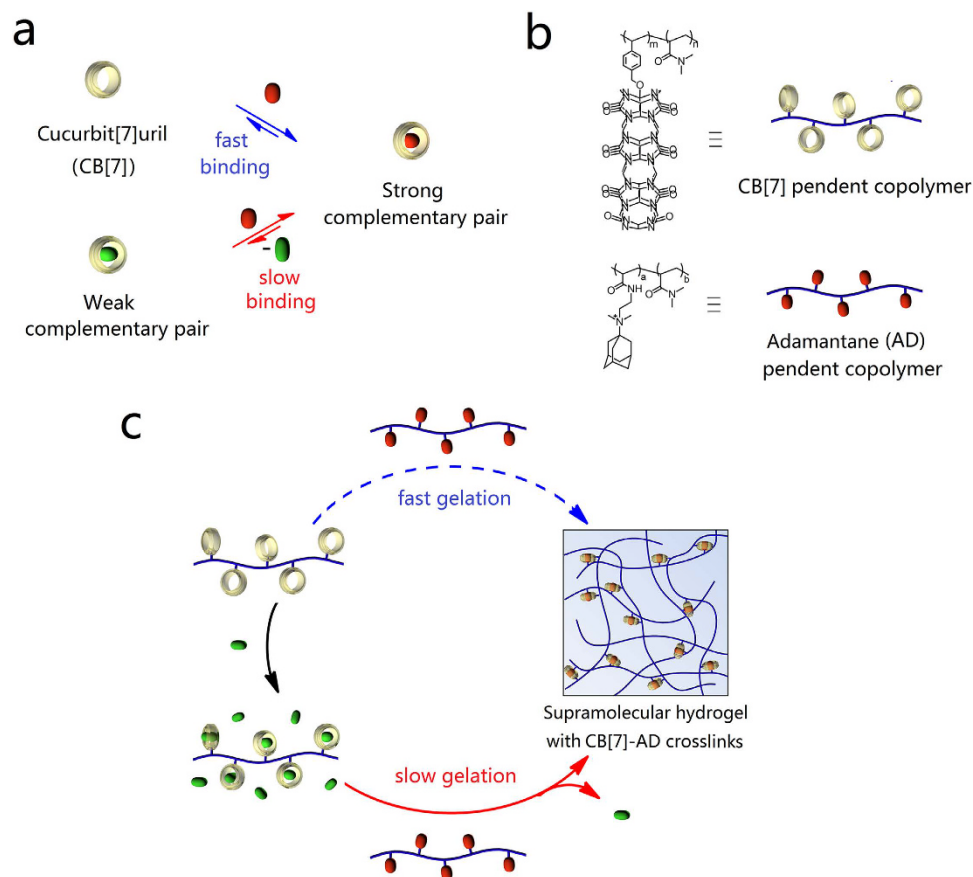 a
Cucurbit[7]uril
(CB[7])
fast
binding
Strong
complementary pair
Weak
complementary pair
-
slow
binding
b
m
n
O
N
O
CB[7] pendent copolymer
a
b
O
NH
O
N
N
Adamantane (AD)
pendent copolymer
c
fast gelation
slow gelation
Supramolecular hydrogel
with CB[7]-AD crosslinks